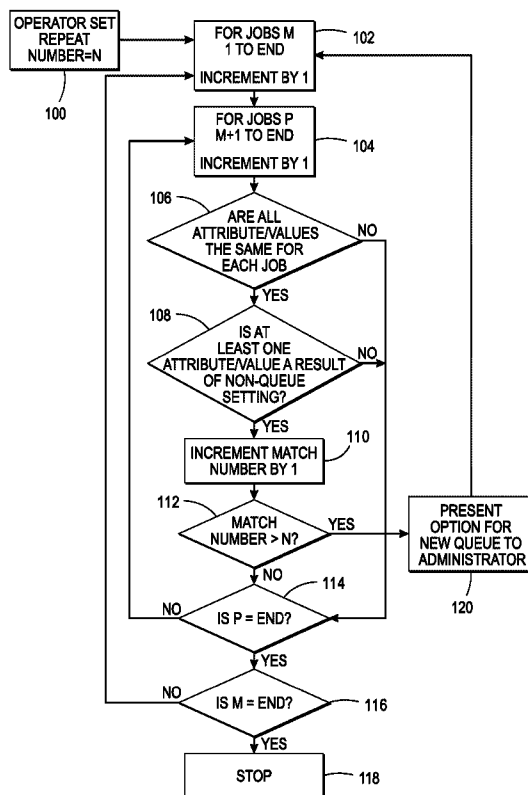 OPERATOR SET
REPEAT
NUMBER=N
100
FOR JOBS M
1 TO END
INCREMENT BY 1
102
FOR JOBS P
M+1 TO END
INCREMENT BY 1
104
106
ARE ALL
ATTRIBUTE/VALUES
THE SAME FOR
EACH JOB
NO
YES
108
IS AT
LEAST ONE
ATTRIBUTE/VALUE A RESULT
OF NON-QUEUE
SETTING?
NO
YES
INCREMENT MATCH
NUMBER BY 1
110
112
MATCH
NUMBER > N?
YES
NO
PRESENT
OPTION FOR
NEW QUEUE TO
ADMINISTRATOR
120
114
IS P = END?
NO
YES
IS M = END?
NO
116
YES
STOP
118